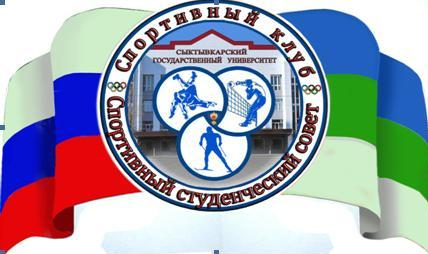 Спортивный клуб
СЫКТЫВКАРСКИЙ
ГОСУДАРСТВЕННЫЙ УНИВЕРСИТЕТ
Спортивный студенческий совет